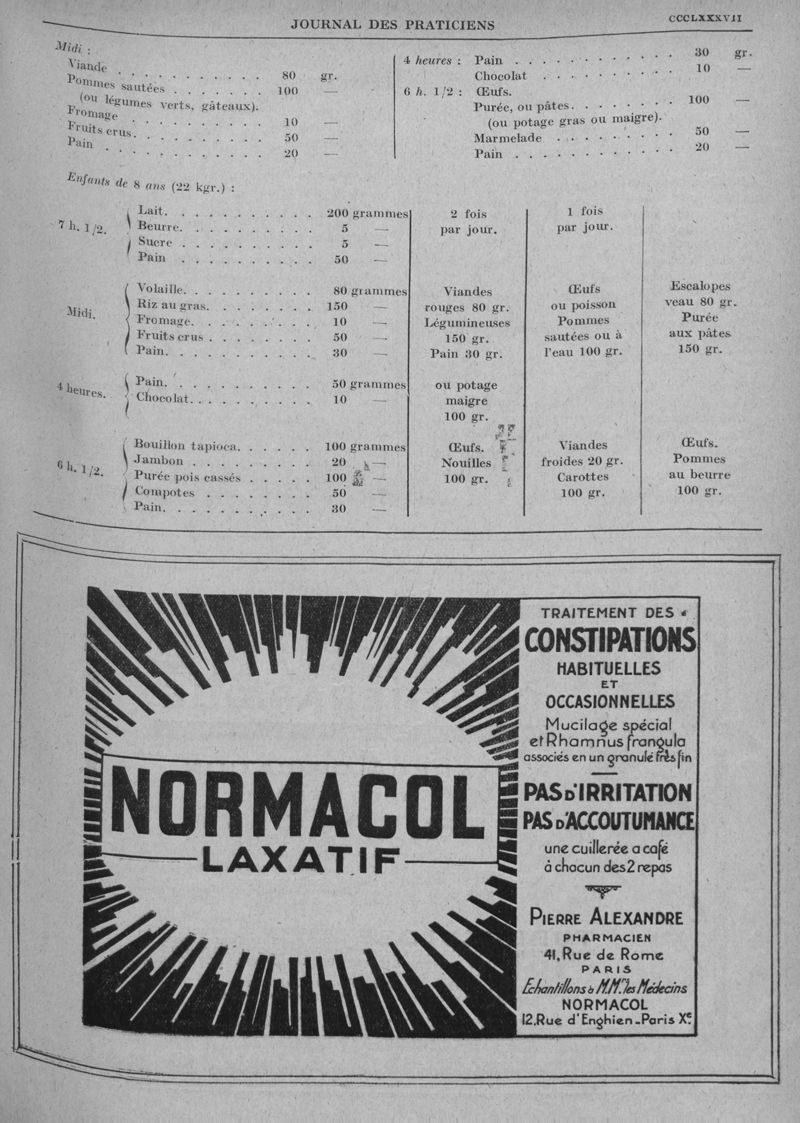 JOURNAL DES PRATICIENS
CCCLXXXVII
Midi :
Viande . . . . . . . . . . 80 gr.
Pommes sautées . . . . . . . 100 —
(ou légumes verts, gâteaux).
Fromage . . . . . . . . . . 10 —
Fruits crus. . . . . . . . . 50 —
Pain . . . . . . . . . . . 20 —
4 heures : Pain . . . . . . . . . . . 30 gr.
Chocolat . . . . . . . . . 10 —
6 h. 1/2 : Œufs.
Purée, ou pâtes. . . . . . . . 100 —
(ou potage gras ou maigre).
Marmelade . . . . . . . . 50 —
Pain . . . . . . . . . . . 20 —
Enfants de 8 ans (22 kgr.) :
7 h. 1/2.
Lait. . . . . . . . . . . 200 grammes
Beurre. . . . . . . . . . 5 —
Sucre . . . . . . . . . . 5 —
Pain . . . . . . . . . . 50 —
2 fois
par jour.
1 fois
par jour.
Midi.
Volaille. . . . . . . . . . 80 grammes
Riz au gras. . . . . . . . 150 —
Fromage. . . . . . . . . 10 —
Fruits crus . . . . . . . . 50 —
Pain. . . . . . . . . . . 30 —
Viandes
rouges 80 gr.
Légumineuses
150 gr.
Pain 30 gr.
Œufs
ou poisson
Pommes
sautées ou à
l'eau 100 gr.
Escalopes
veau 80 gr.
Purée
aux pâtes
150 gr.
4 heures.
Pain. . . . . . . . . . . 50 grammes
Chocolat. . . . . . . . . 10 —
ou potage
maigre
100 gr.
6 h. 1/2.
Bouillon tapioca. . . . . . 100 grammes
Jambon . . . . . . . . . 20 —
Purée pois cassés . . . . . 100 —
Compotes . . . . . . . . 50 —
Pain. . . . . . . . . . . 30 —
Œufs.
Nouilles
100 gr.
Viandes
froides 20 gr.
Carottes
100 gr.
Œufs.
Pommes
au beurre
100 gr.
NORMACOL
LAXATIF
TRAITEMENT DES
CONSTIPATIONS
HABITUELLES
ET
OCCASIONNELLES
Mucilage spécial
et Rhamnus frangula
associés en un granulé très fin
PAS D'IRRITATION
PAS D'ACCOUTUMANCE
une cuillerée a café
à chacun des 2 repas
PIERRE ALEXANDRE
PHARMACIEN
41, Rue de Rome
PARIS
Echantillons à M.M.rs les Médecins
NORMACOL
12, Rue d'Enghien _ Paris Xe.